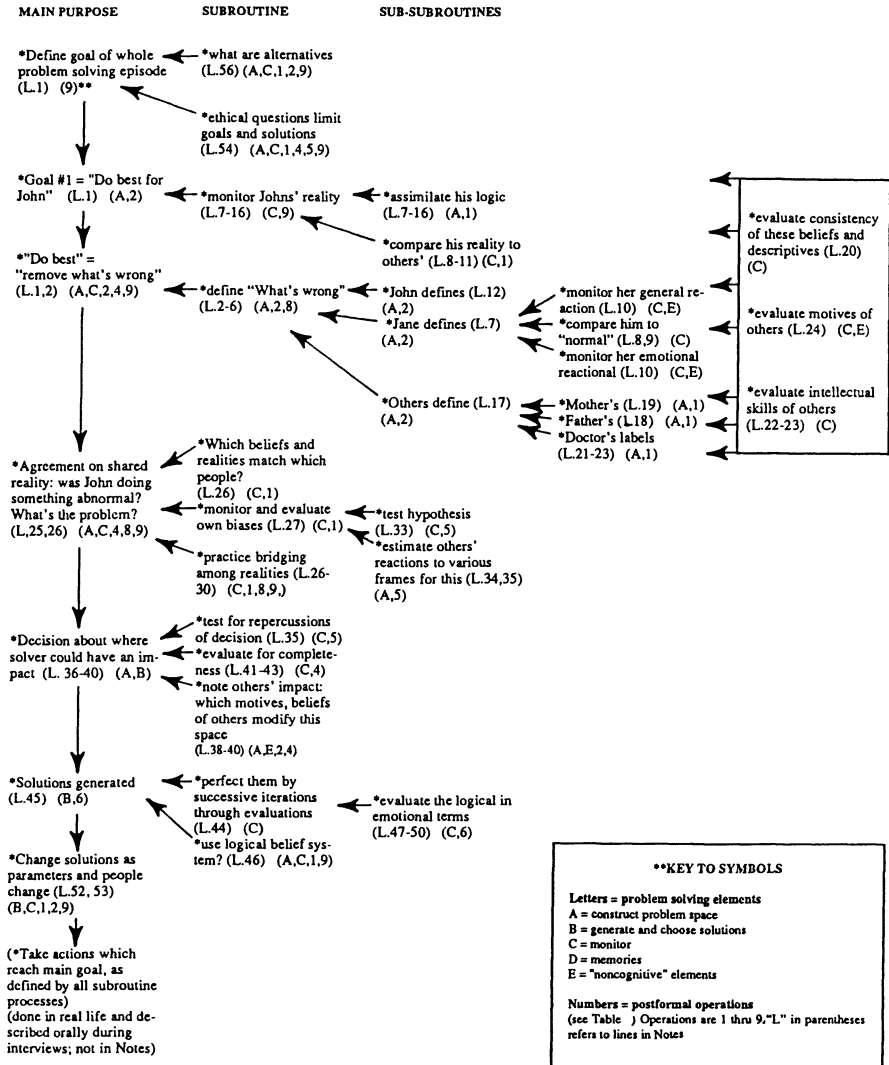 MAIN PURPOSE
SUBROUTINE
SUB-SUBROUTINES
*Define goal of whole
problem solving episode
(L.1) (9)**
*what are alternatives
(L.56) (A,C,1,2,9)
*ethical questions limit
goals and solutions
(L.54) (A,C,1,4,5,9)
*Goal #1 = "Do best for
John" (L.1) (A,2)
*monitor Johns' reality
(L.7-16) (C,9)
*assimilate his logic
(L.7-16) (A,1)
*compare his reality to
others' (L.8-11) (C,1)
*"Do best" =
"remove what's wrong"
(L.1,2) (A,C,2,4,9)
*define "What's wrong"
(L.2-6) (A,2,8)
*John defines (L.12)
(A,2)
*Jane defines (L.7)
(A,2)
*monitor her general re-
action (L.10) (C,E)
*compare him to
"normal" (L.8,9) (C)
*monitor her emotional
reactional (L.10) (C,E)
*Others define (L.17)
(A,2)
*Mother's (L.19) (A,1)
*Father's (L.18) (A,1)
*Doctor's labels
(L.21-23) (A,1)
*evaluate consistency
of these beliefs and
descriptives (L.20)
(C)
*evaluate motives of
others (L.24) (C,E)
*evaluate intellectual
skills of others
(L.22-23) (C)
*Agreement on shared
reality: was John doing
something abnormal?
What's the problem?
(L,25,26) (A,C,4,8,9)
*Which beliefs and
realities match which
people?
(L.26) (C,1)
*monitor and evaluate
own biases (L.27) (C,1)
*test hypothesis
(L.33) (C,5)
*estimate others'
reactions to various
frames for this (L.34,35)
(A,5)
*practice bridging
among realities (L.26-
30) (C,1,8,9,)
*Decision about where
solver could have an im-
pact (L. 36-40) (A,B)
*test for repercussions
of decision (L.35) (C,5)
*evaluate for complete-
ness (L.41-43) (C,4)
*note others' impact:
which motives, beliefs
of others modify this
space
(L.38-40) (A,E,2,4)
*Solutions generated
(L.45) (B,6)
*perfect them by
successive iterations
through evaluations
(L.44) (C)
*use logical belief sys-
tem? (L.46) (A,C,1,9)
*evaluate the logical in
emotional terms
(L.47-50) (C,6)
*Change solutions as
parameters and people
change (L.52, 53)
(B,C,1,2,9)
(*Take actions which
reach main goal, as
defined by all subroutine
processes)
(done in real life and de-
scribed orally during
interviews; not in Notes)
**KEY TO SYMBOLS
Letters = problem solving elements
A = construct problem space
B = generate and choose solutions
C = monitor
D = memories
E = "noncognitive" elements
Numbers = postformal operations
(see Table ) Operations are 1 thru 9."L" in parentheses
refers to lines in Notes